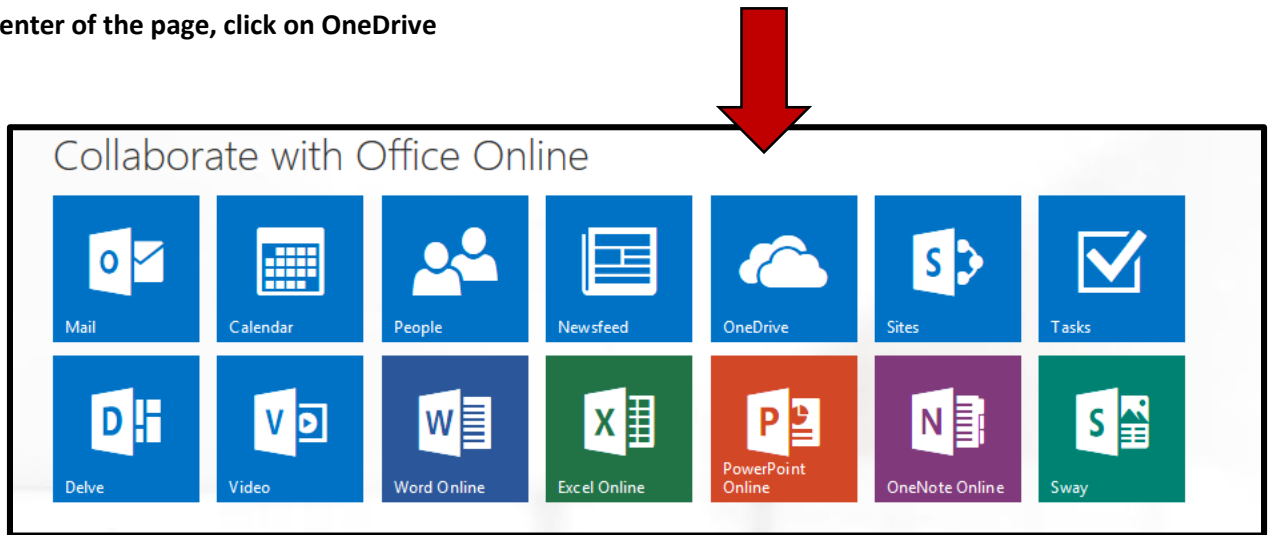 enter of the page, click on OneDrive
Collaborate with Office Online
Mail
Calendar
People
Newsfeed
OneDrive
Sites
Tasks
Delve
Video
Word Online
Excel Online
PowerPoint
Online
OneNote Online
Sway